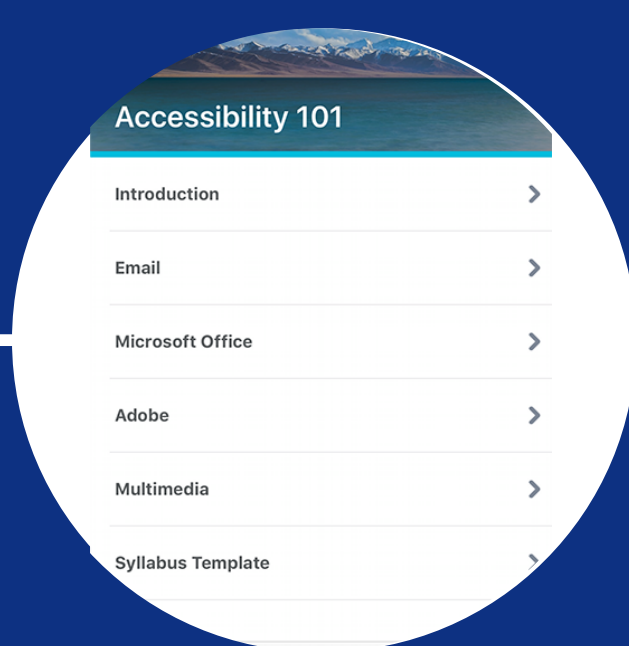 Accessibility 101
Introduction
Email
Microsoft Office
Adobe
Multimedia
Syllabus Template